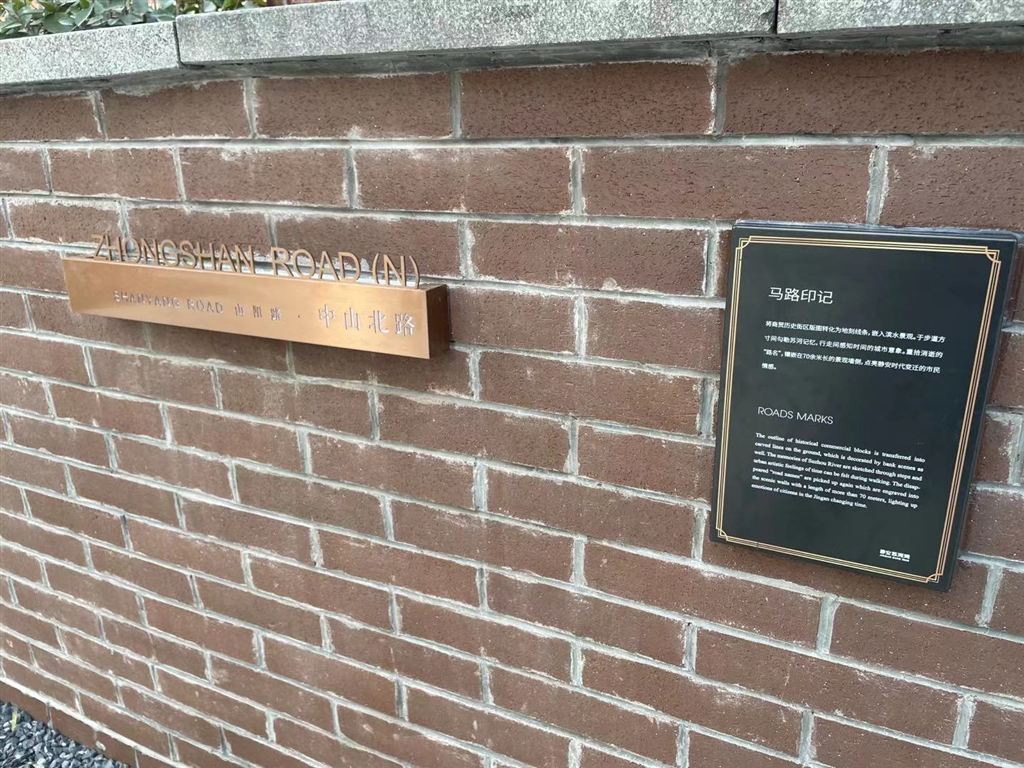 ZHONGSHAN ROAD (N)
SHANYANG ROAD 山阳路 · 中山北路
马路印记
将商贸历史街区版图转化为地刻线条，嵌入滨水景观。于步道方
寸间勾勒苏河记忆，行走间感知时间的城市意象。重拾消逝的
“路名”，镶嵌在70余米长的景观墙侧，点亮静安时代变迁的市民
情感。
ROADS MARKS
The outline of historical commercial blocks is transferred into
carved lines on the ground, which is decorated by bank scenes as
well. The memories of Suzhou River are sketched through steps and
urban artistic feelings of time can be felt during walking. The disap-
peared "road names" are picked up again which are engraved into
the scenic walls with a length of more than 70 meters, lighting up
emotions of citizens in the Jingan changing time.